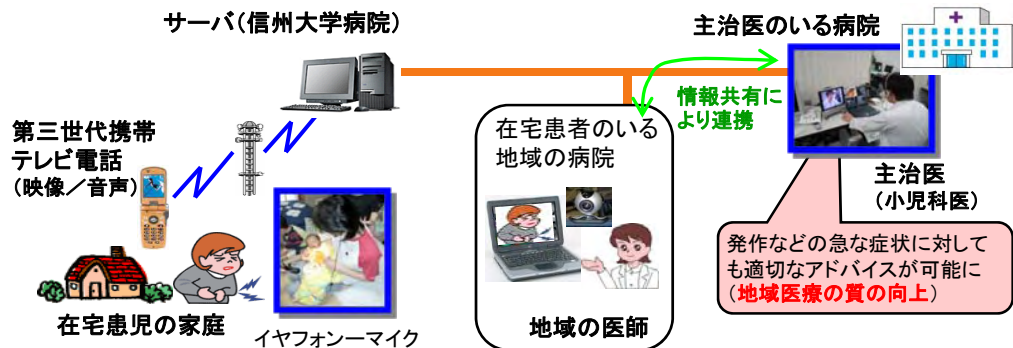 サーバ(信州大学病院)
主治医のいる病院
第三世代携帯
テレビ電話
(映像／音声)
情報共有に
より連携
在宅患者のいる
地域の病院
主治医
(小児科医)
発作などの急な症状に対して
も適切なアドバイスが可能に
(地域医療の質の向上)
在宅患児の家庭
イヤフォンーマイク
地域の医師